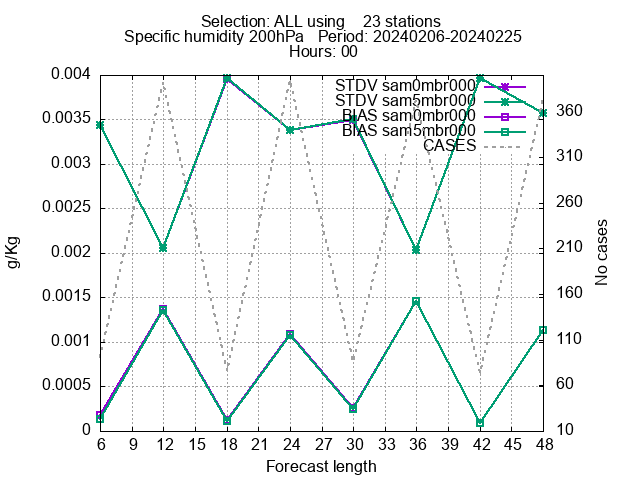 Selection: ALL using 23 stations
Specific humidity 200hPa Period: 20240206-20240225
Hours: 00
STDV sam0mbr000
STDV sam5mbr000
BIAS sam0mbr000
BIAS sam5mbr000
CASES
0.004
0.0035
0.003
0.0025
0.002
0.0015
0.001
0.0005
0
g/Kg
360
310
260
210
160
110
60
10
No cases
6 9 12 15 18 21 24 27 30 33 36 39 42 45 48
Forecast length